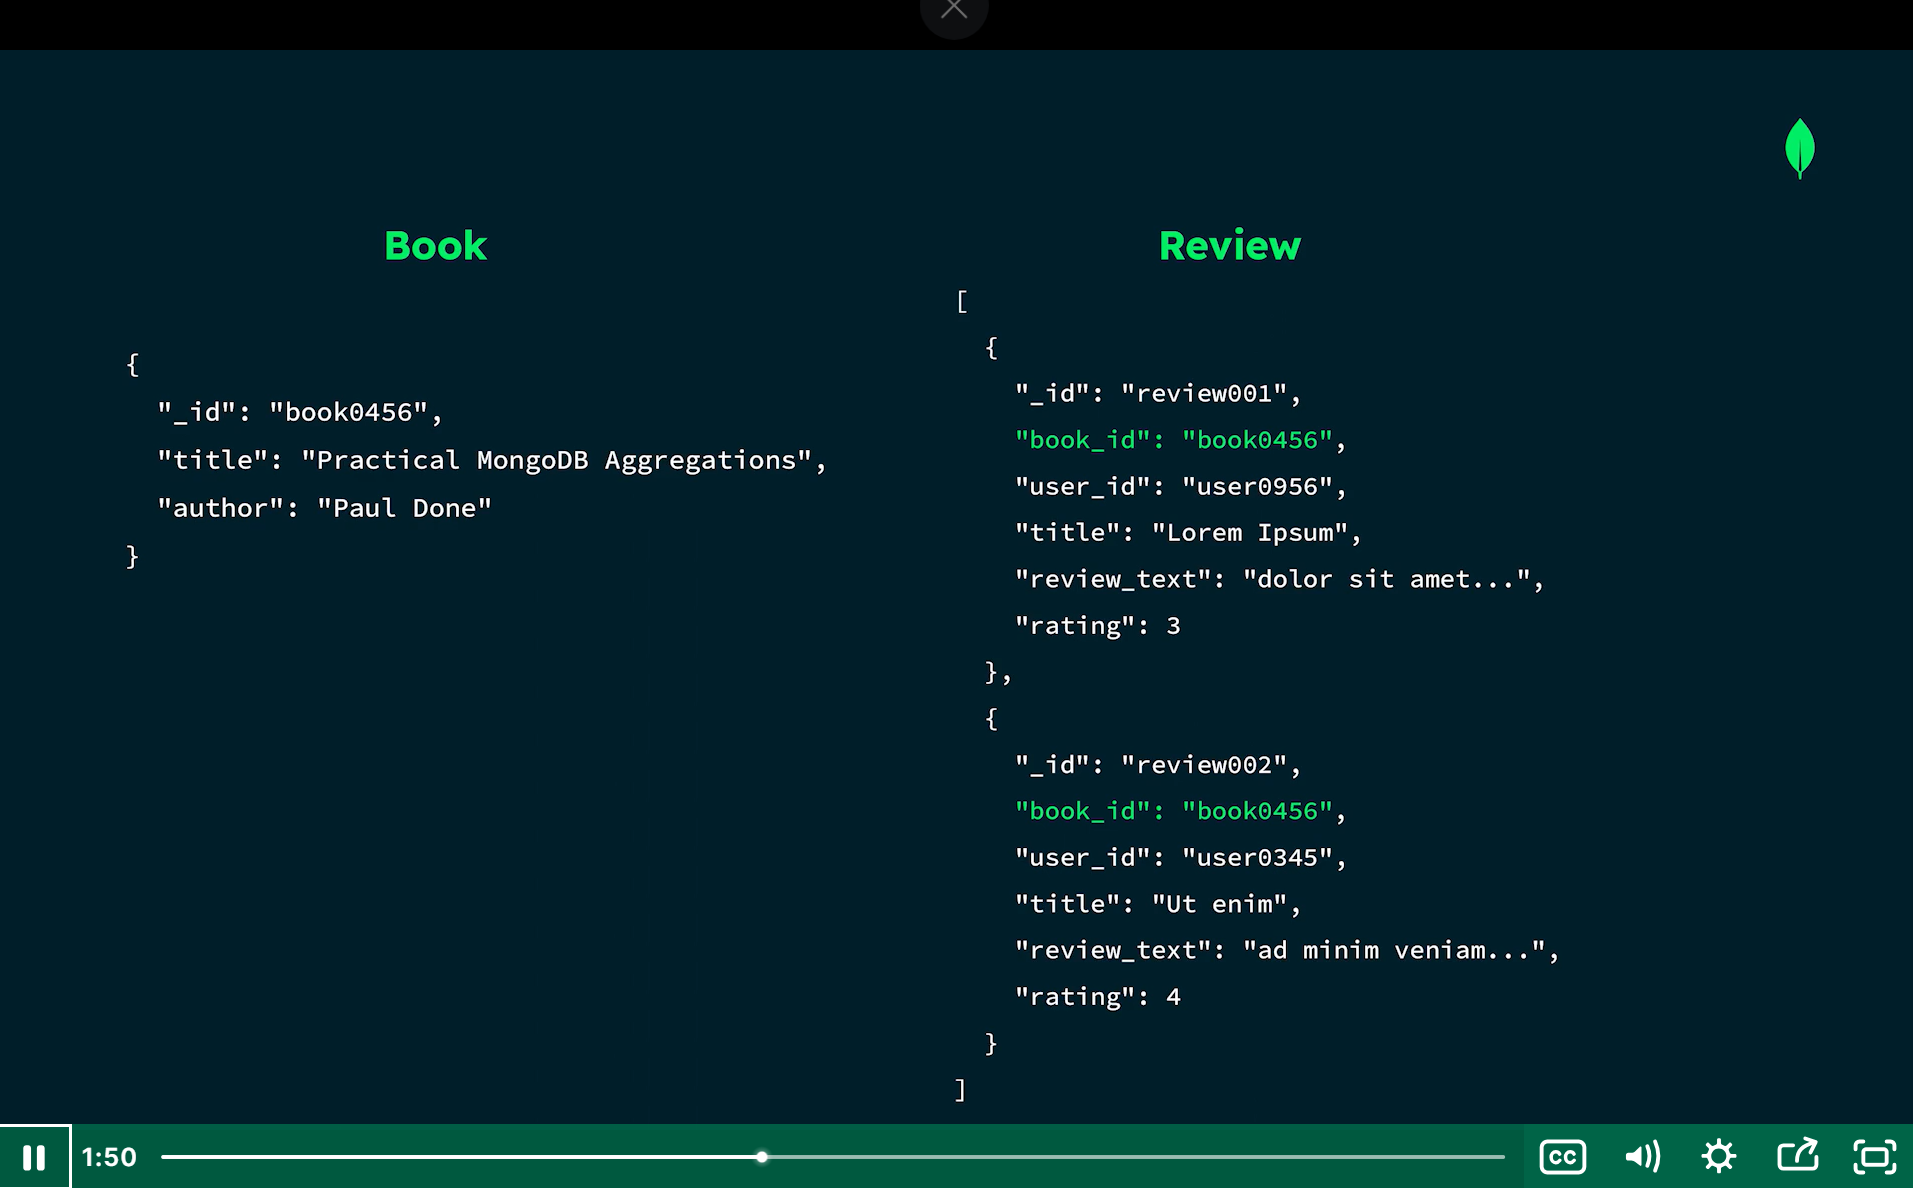 Book
{
"_id": "book0456",
"title": "Practical MongoDB Aggregations",
"author": "Paul Done"
}
Review
[
{
"_id": "review001",
"book_id": "book0456",
"user_id": "user0956",
"title": "Lorem Ipsum",
"review_text": "dolor sit amet...",
"rating": 3
},
{
"_id": "review002",
"book_id": "book0456",
"user_id": "user0345",
"title": "Ut enim",
"review_text": "ad minim veniam...",
"rating": 4
}
]
1:50
CC